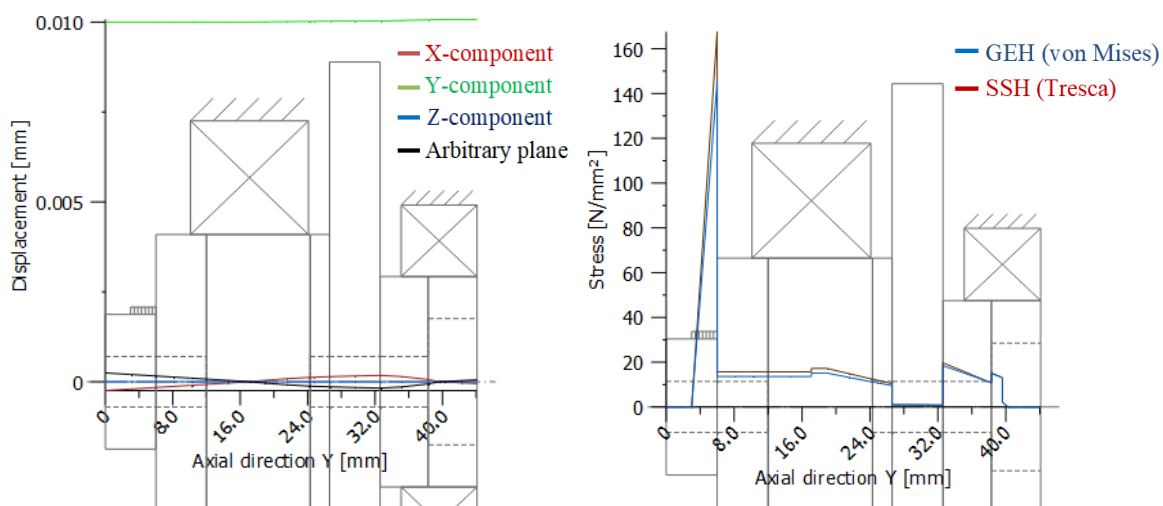 0.010
X-component
Y-component
Z-component
Arbitrary plane
0.005
0
Displacement [mm]
0
8.0
16.0
24.0
32.0
40.0
Axial direction Y [mm]
160
140
120
100
80
60
40
20
0
Stress [N/mm²]
GEH (von Mises)
SSH (Tresca)
0
8.0
16.0
24.0
32.0
40.0
Axial direction Y [mm]